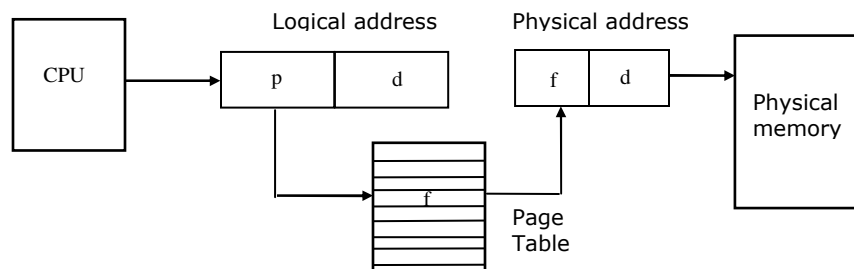 Logical address
Physical address
CPU
p
d
f
d
Physical
memory
f
Page
Table